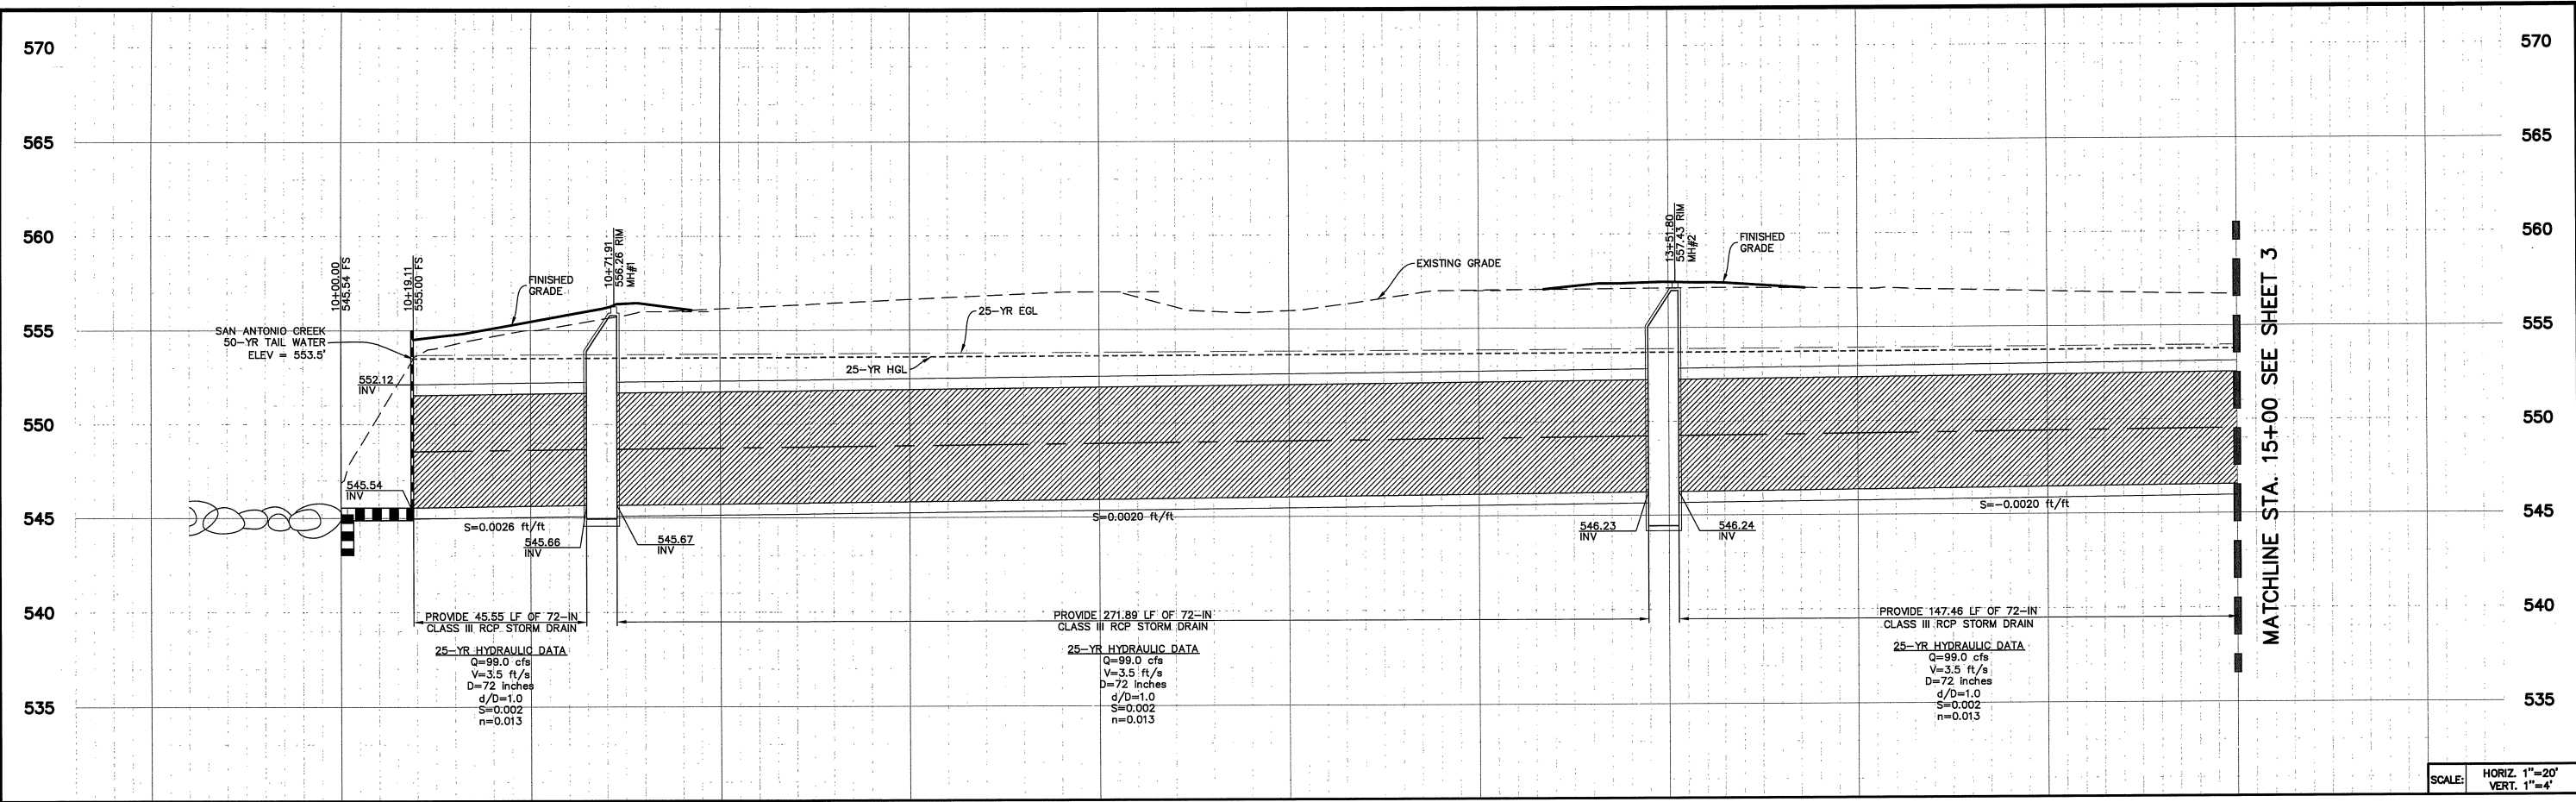 570
565
560
555
550
545
540
535
570
565
560
555
550
545
540
535
10+00.00
545.54 FS
10+19.11
555.00 FS
FINISHED
GRADE
10+71.91
556.26 RIM
MH#1
SAN ANTONIO CREEK
50-YR TAIL WATER
ELEV = 553.5'
552.12
INV
545.54
INV
S=0.0026 ft/ft
545.66
INV
545.67
INV
25-YR HGL
25-YR EGL
S=0.0020 ft/ft
EXISTING GRADE
13+51.80
557.43 RIM
MH#2
FINISHED
GRADE
546.23
INV
546.24
INV
S=-0.0020 ft/ft
MATCHLINE STA. 15+00 SEE SHEET 3
PROVIDE 45.55 LF OF 72-IN
CLASS III RCP STORM DRAIN
25-YR HYDRAULIC DATA
Q=99.0 cfs
V=3.5 ft/s
D=72 inches
d/D=1.0
S=0.002
n=0.013
PROVIDE 271.89 LF OF 72-IN
CLASS III RCP STORM DRAIN
25-YR HYDRAULIC DATA
Q=99.0 cfs
V=3.5 ft/s
D=72 inches
d/D=1.0
S=0.002
n=0.013
PROVIDE 147.46 LF OF 72-IN
CLASS III RCP STORM DRAIN
25-YR HYDRAULIC DATA
Q=99.0 cfs
V=3.5 ft/s
D=72 inches
d/D=1.0
S=0.002
n=0.013
SCALE:
HORIZ. 1"=20'
VERT. 1"=4'